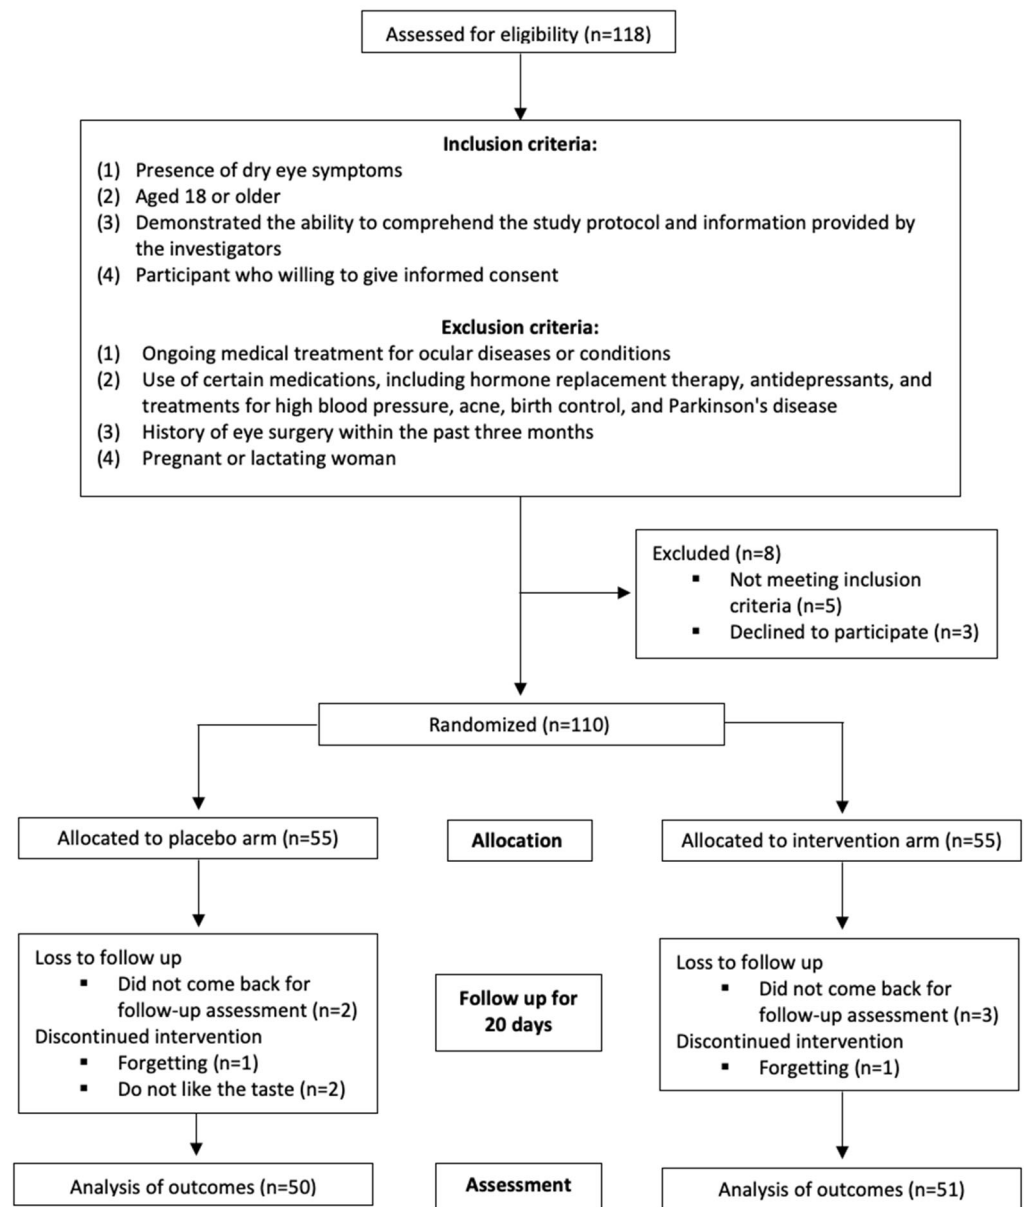 Assessed for eligibility (n=118)
Inclusion criteria:
(1) Presence of dry eye symptoms
(2) Aged 18 or older
(3) Demonstrated the ability to comprehend the study protocol and information provided by
the investigators
(4) Participant who willing to give informed consent
Exclusion criteria:
(1) Ongoing medical treatment for ocular diseases or conditions
(2) Use of certain medications, including hormone replacement therapy, antidepressants, and
treatments for high blood pressure, acne, birth control, and Parkinson's disease
(3) History of eye surgery within the past three months
(4) Pregnant or lactating woman
Excluded (n=8)
▪ Not meeting inclusion
criteria (n=5)
▪ Declined to participate (n=3)
Randomized (n=110)
Allocated to placebo arm (n=55)
Allocation
Allocated to intervention arm (n=55)
Loss to follow up
▪ Did not come back for
follow-up assessment (n=2)
Discontinued intervention
▪ Forgetting (n=1)
▪ Do not like the taste (n=2)
Follow up for
20 days
Loss to follow up
▪ Did not come back for
follow-up assessment (n=3)
Discontinued intervention
▪ Forgetting (n=1)
Analysis of outcomes (n=50)
Assessment
Analysis of outcomes (n=51)